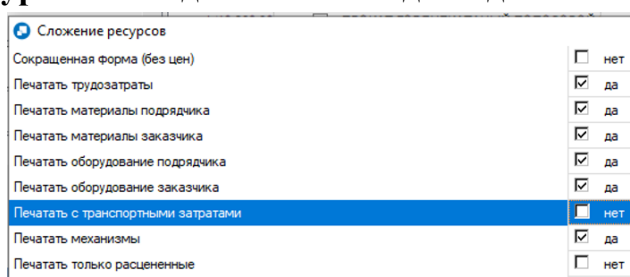 Сложение ресурсов
Сокращенная форма (без цен) нет
Печатать трудозатраты да
Печатать материалы подрядчика да
Печатать материалы заказчика да
Печатать оборудование подрядчика да
Печатать оборудование заказчика да
Печатать с транспортными затратами нет
Печатать механизмы да
Печатать только расцененные нет